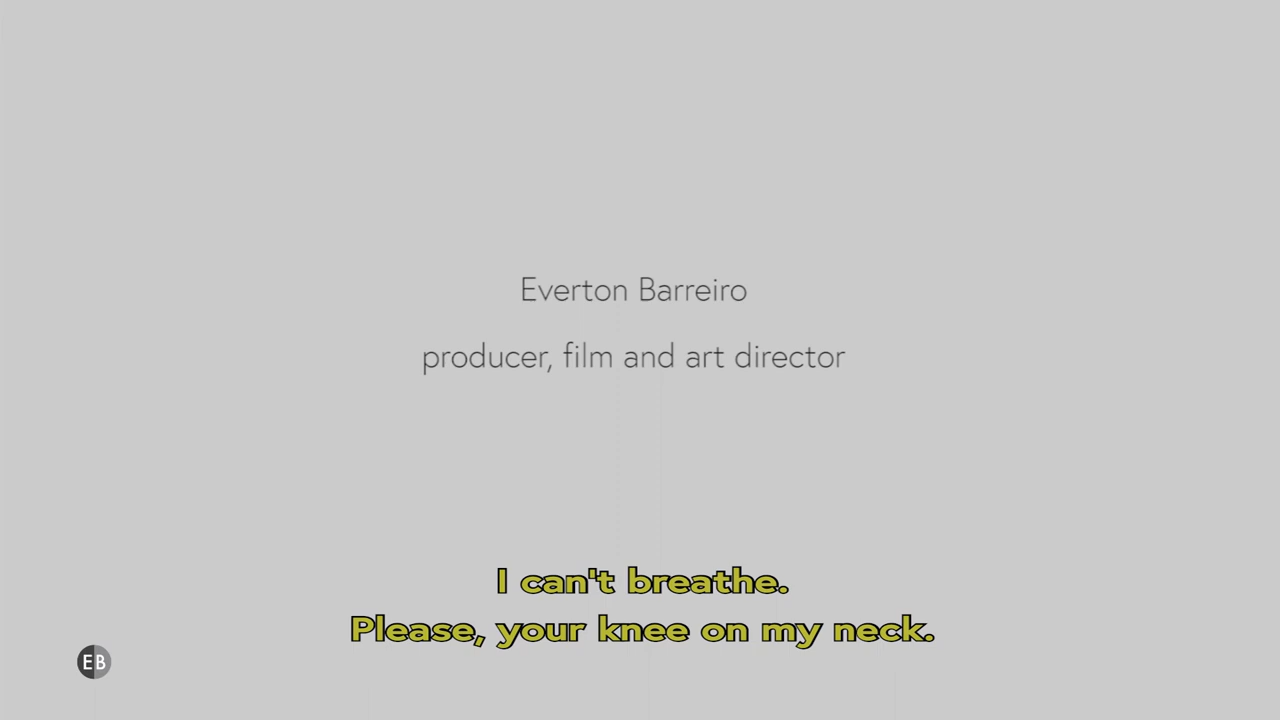 Everton Barreiro
producer, film and art director
I can't breathe.
Please, your knee on my neck.
EB